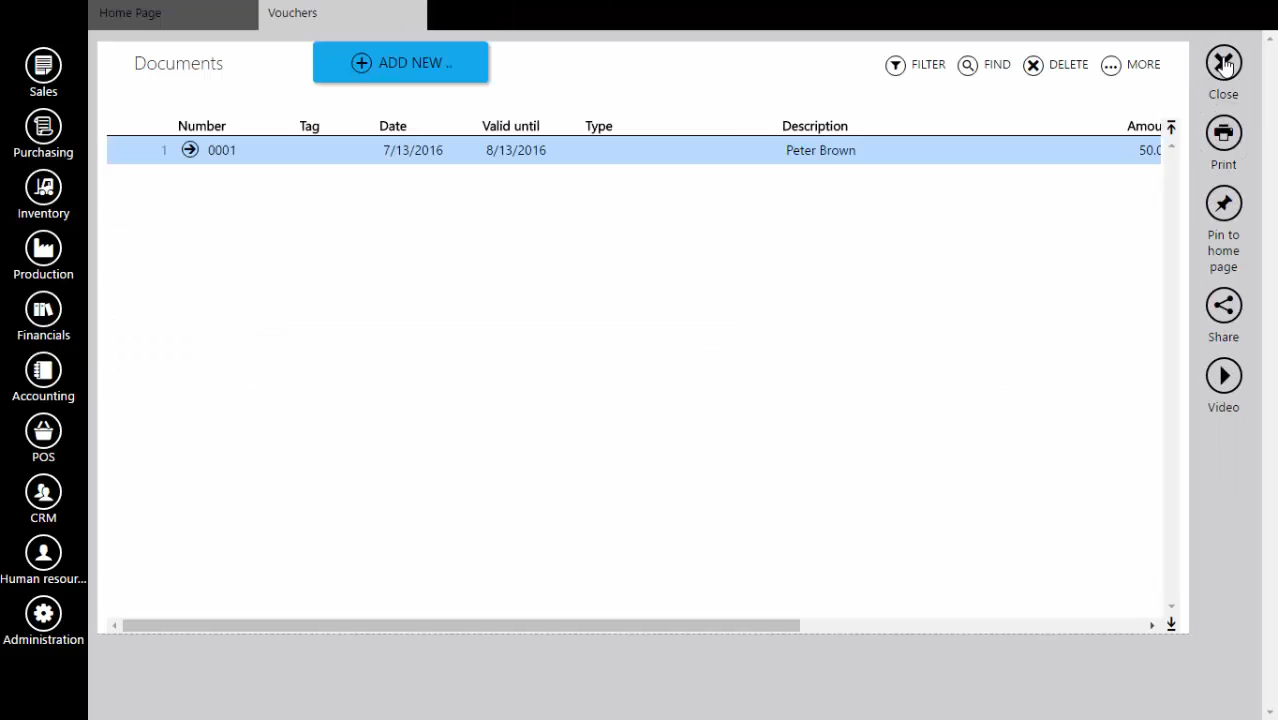 Home Page
Vouchers
Sales
Purchasing
Inventory
Production
Financials
Accounting
POS
CRM
Human resour...
Administration
Documents
ADD NEW ..
FILTER
FIND
DELETE
MORE
Number Tag Date Valid until Type Description Amou
1 0001 7/13/2016 8/13/2016 Peter Brown 50.0
Close
Print
Pin to
home
page
Share
Video